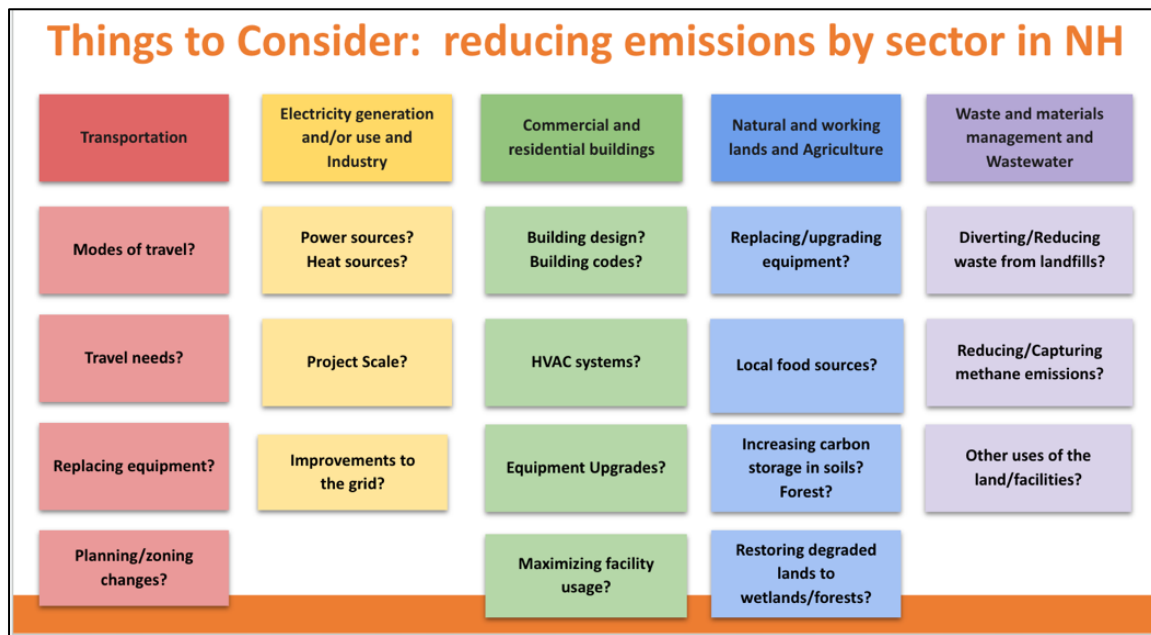 Things to Consider: reducing emissions by sector in NH
Transportation
Modes of travel?
Travel needs?
Replacing equipment?
Planning/zoning
changes?
Electricity generation
and/or use and
Industry
Power sources?
Heat sources?
Project Scale?
Improvements to
the grid?
Commercial and
residential buildings
Building design?
Building codes?
HVAC systems?
Equipment Upgrades?
Maximizing facility
usage?
Natural and working
lands and Agriculture
Replacing/upgrading
equipment?
Local food sources?
Increasing carbon
storage in soils?
Forest?
Restoring degraded
lands to
wetlands/forests?
Waste and materials
management and
Wastewater
Diverting/Reducing
waste from landfills?
Reducing/Capturing
methane emissions?
Other uses of the
land/facilities?